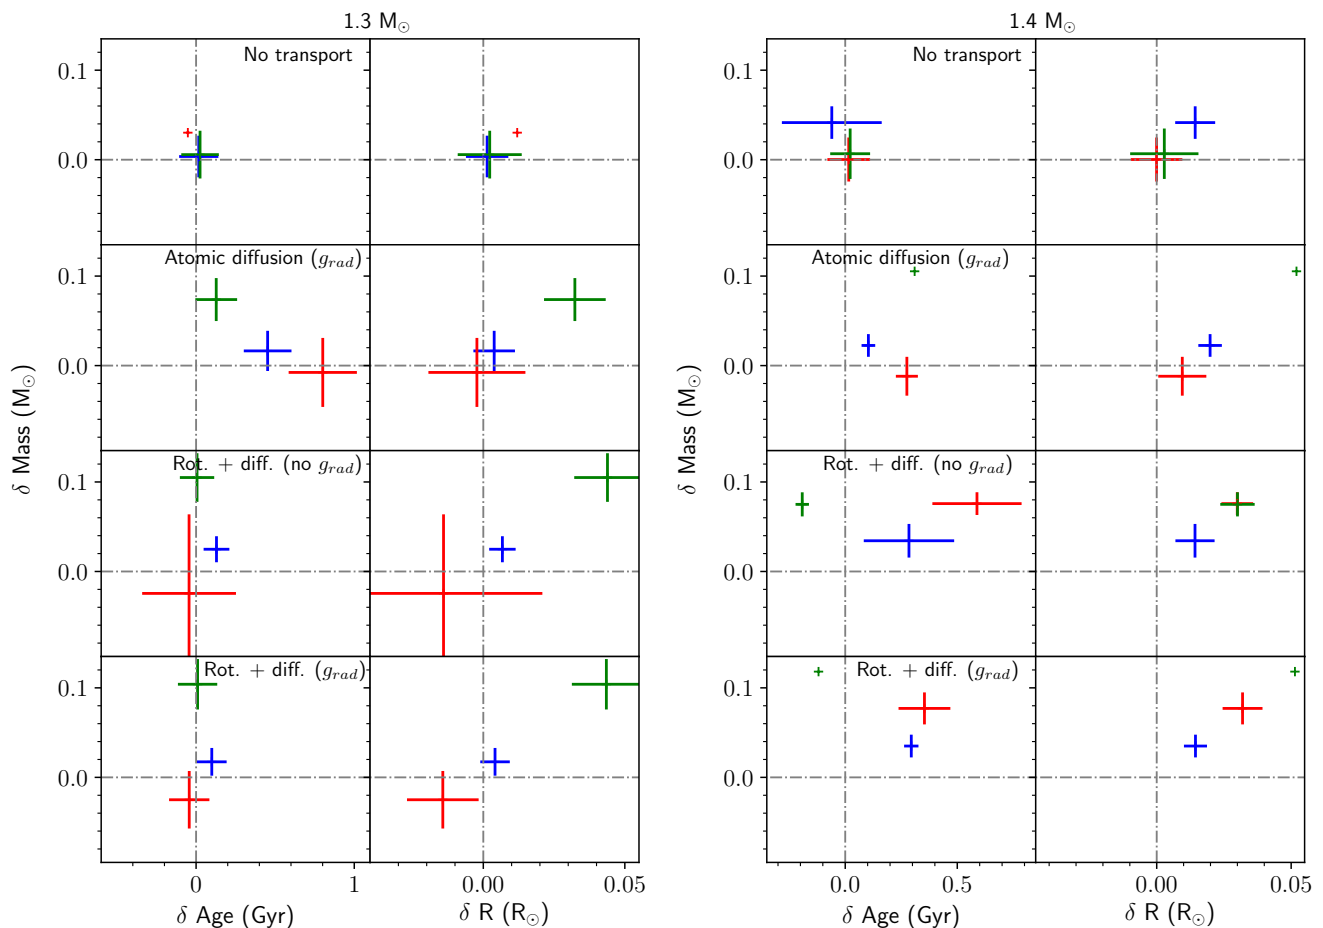 1.3 M☉
No transport
0.1
0.0
Atomic diffusion (g_rad)
0.1
0.0
Rot. + diff. (no g_rad)
0.1
0.0
Rot. + diff. (g_rad)
0.1
0.0
δ Mass (M☉)
0 1 0.00 0.05
δ Age (Gyr) δ R (R☉)
1.4 M☉
No transport
0.1
0.0
Atomic diffusion (g_rad)
0.1
0.0
Rot. + diff. (no g_rad)
0.1
0.0
Rot. + diff. (g_rad)
0.1
0.0
δ Mass (M☉)
0.0 0.5 0.00 0.05
δ Age (Gyr) δ R (R☉)